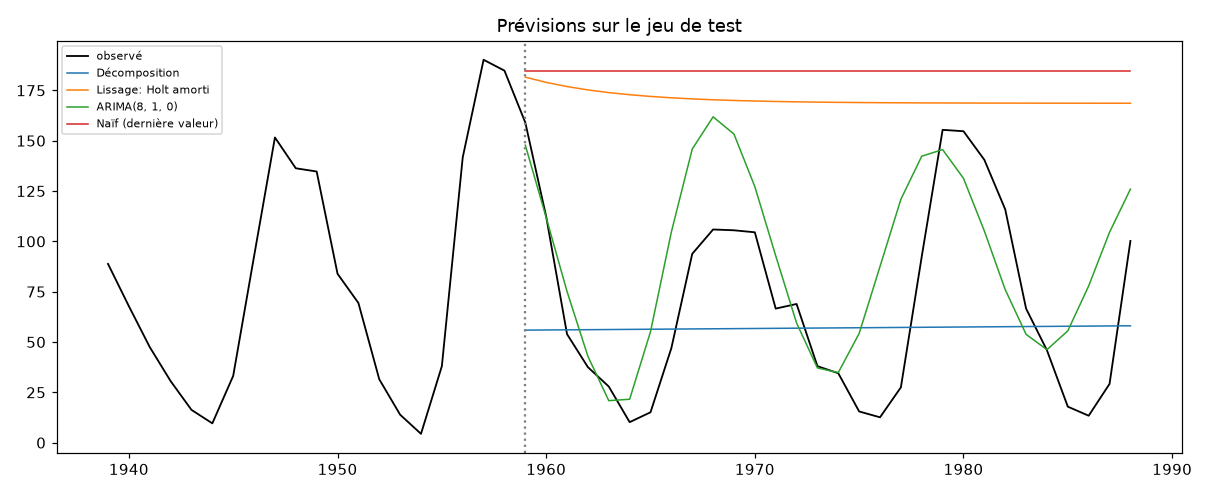 Prévisions sur le jeu de test
observé
Décomposition
Lissage: Holt amorti
ARIMA(8, 1, 0)
Naïf (dernière valeur)
175
150
125
100
75
50
25
0
1940
1950
1960
1970
1980
1990